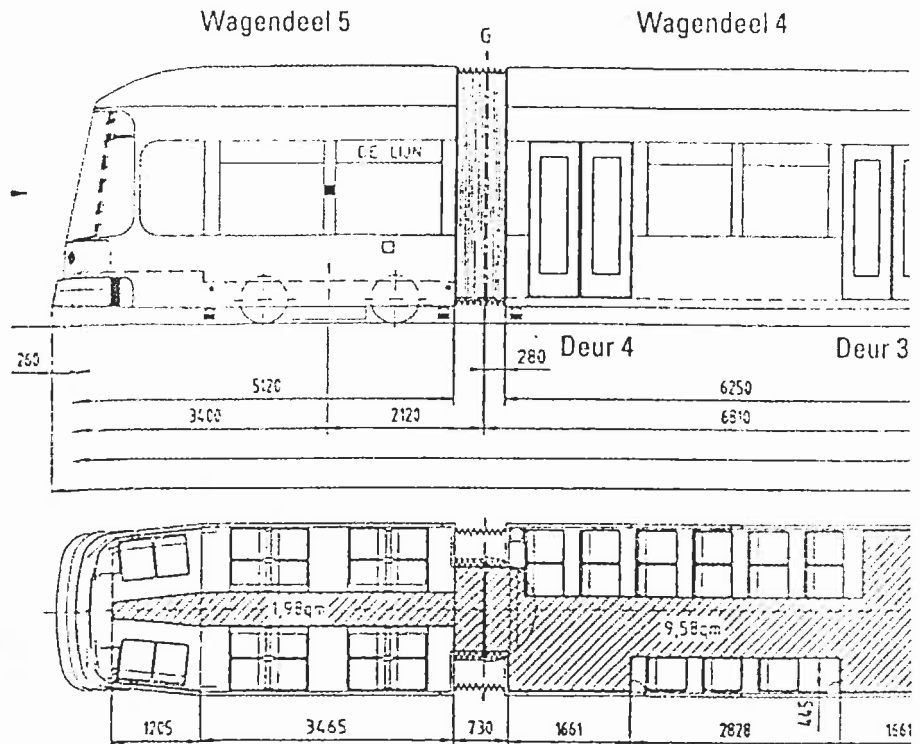 Wagendeel 5
G
Wagendeel 4
DE LIJN
Deur 4
Deur 3
260
280
5120
6250
3400
2120
6810
1,98qm
9,58qm
445
1205
3465
730
1661
2828
1661